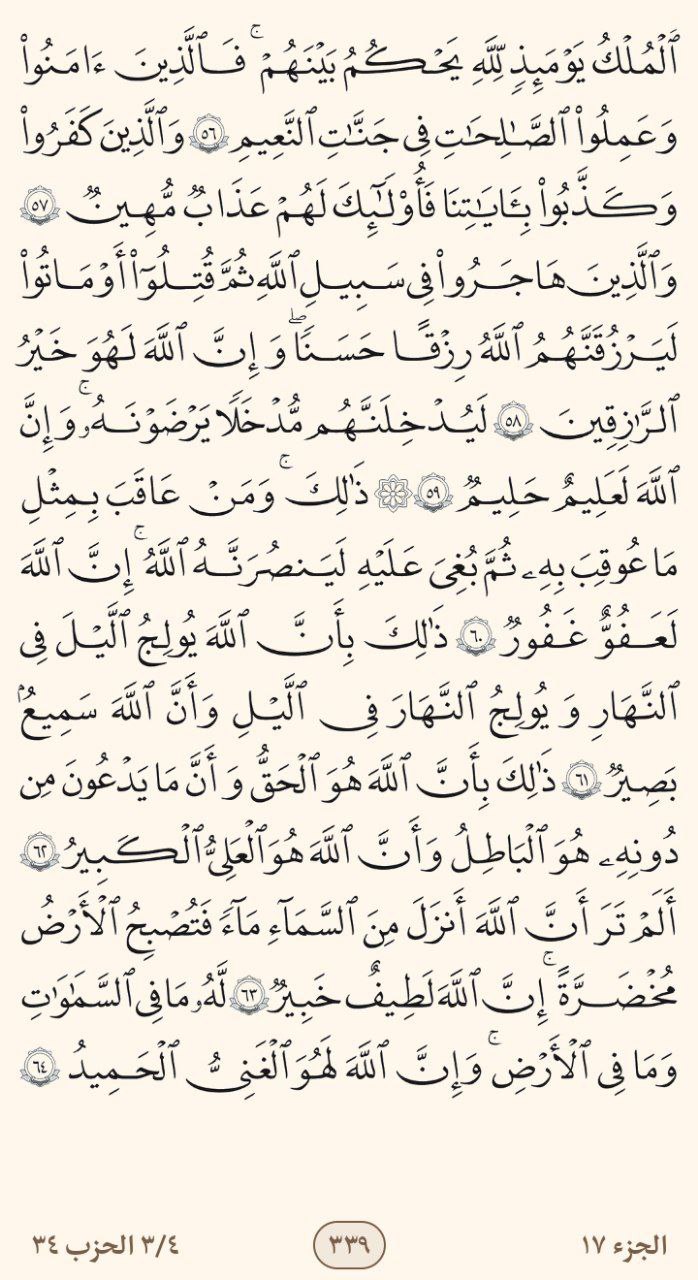 ٱلْمُلْكُ يَوْمَئِذٍ لِّلَّهِ يَحْكُمُ بَيْنَهُمْ ۚ فَٱلَّذِينَ ءَامَنُوا۟
وَعَمِلُوا۟ ٱلصَّٰلِحَٰتِ فِى جَنَّٰتِ ٱلنَّعِيمِ ٥٦ وَٱلَّذِينَ كَفَرُوا۟
وَكَذَّبُوا۟ بِـَٔايَٰتِنَا فَأُو۟لَٰٓئِكَ لَهُمْ عَذَابٌ مُّهِينٌ ٥٧
وَٱلَّذِينَ هَاجَرُوا۟ فِى سَبِيلِ ٱللَّهِ ثُمَّ قُتِلُوٓا۟ أَوْ مَاتُوا۟
لَيَرْزُقَنَّهُمُ ٱللَّهُ رِزْقًا حَسَنًا ۖ وَإِنَّ ٱللَّهَ لَهُوَ خَيْرُ
ٱلرَّٰزِقِينَ ٥٨ لَيُدْخِلَنَّهُم مُّدْخَلًا يَرْضَوْنَهُۥ ۚ وَإِنَّ
ٱللَّهَ لَعَلِيمٌ حَلِيمٌ ٥٩ ۞ ذَٰلِكَ ۚ وَمَنْ عَاقَبَ بِمِثْلِ
مَا عُوقِبَ بِهِۦ ثُمَّ بُغِىَ عَلَيْهِ لَيَنصُرَنَّهُ ٱللَّهُ ۚ إِنَّ ٱللَّهَ
لَعَفُوٌّ غَفُورٌ ٦٠ ذَٰلِكَ بِأَنَّ ٱللَّهَ يُولِجُ ٱلَّيْلَ فِى
ٱلنَّهَارِ وَيُولِجُ ٱلنَّهَارَ فِى ٱلَّيْلِ وَأَنَّ ٱللَّهَ سَمِيعٌۢ
بَصِيرٌ ٦١ ذَٰلِكَ بِأَنَّ ٱللَّهَ هُوَ ٱلْحَقُّ وَأَنَّ مَا يَدْعُونَ مِن
دُونِهِۦ هُوَ ٱلْبَٰطِلُ وَأَنَّ ٱللَّهَ هُوَ ٱلْعَلِىُّ ٱلْكَبِيرُ ٦٢
أَلَمْ تَرَ أَنَّ ٱللَّهَ أَنزَلَ مِنَ ٱلسَّمَآءِ مَآءً فَتُصْبِحُ ٱلْأَرْضُ
مُخْضَرَّةً ۗ إِنَّ ٱللَّهَ لَطِيفٌ خَبِيرٌ ٦٣ لَّهُۥ مَا فِى ٱلسَّمَٰوَٰتِ
وَمَا فِى ٱلْأَرْضِ ۗ وَإِنَّ ٱللَّهَ لَهُوَ ٱلْغَنِىُّ ٱلْحَمِيدُ ٦٤
الجزء ١٧ ٣٣٩ ٣/٤ الحزب ٣٤